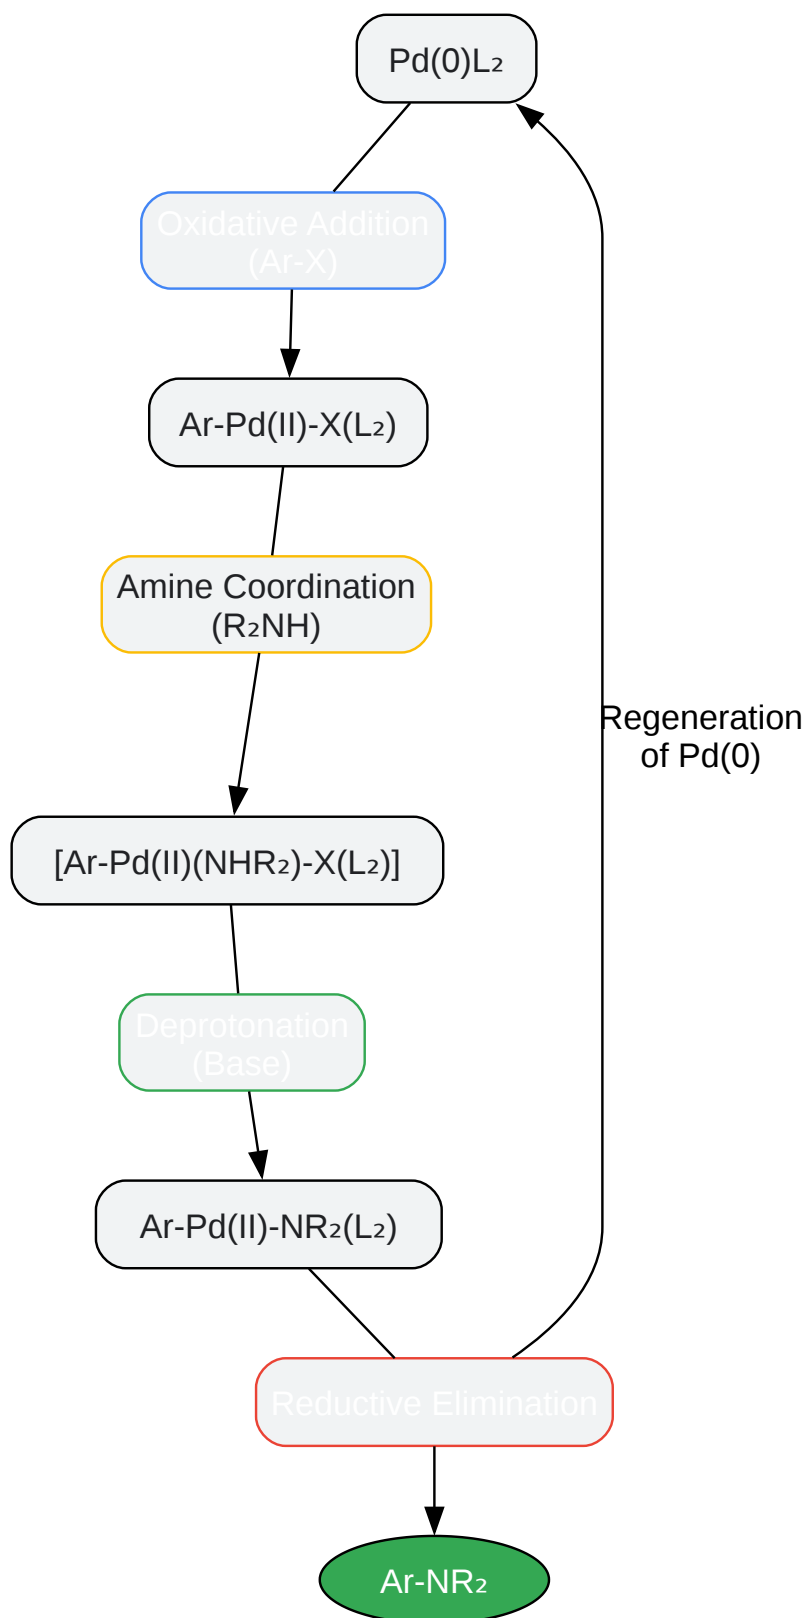 Pd(0)L₂
Oxidative Addition
(Ar-X)
Ar-Pd(II)-X(L₂)
Amine Coordination
(R₂NH)
Regeneration
of Pd(0)
[Ar-Pd(II)(NHR₂)-X(L₂)]
Deprotonation
(Base)
Ar-Pd(II)-NR₂(L₂)
Reductive Elimination
Ar-NR₂